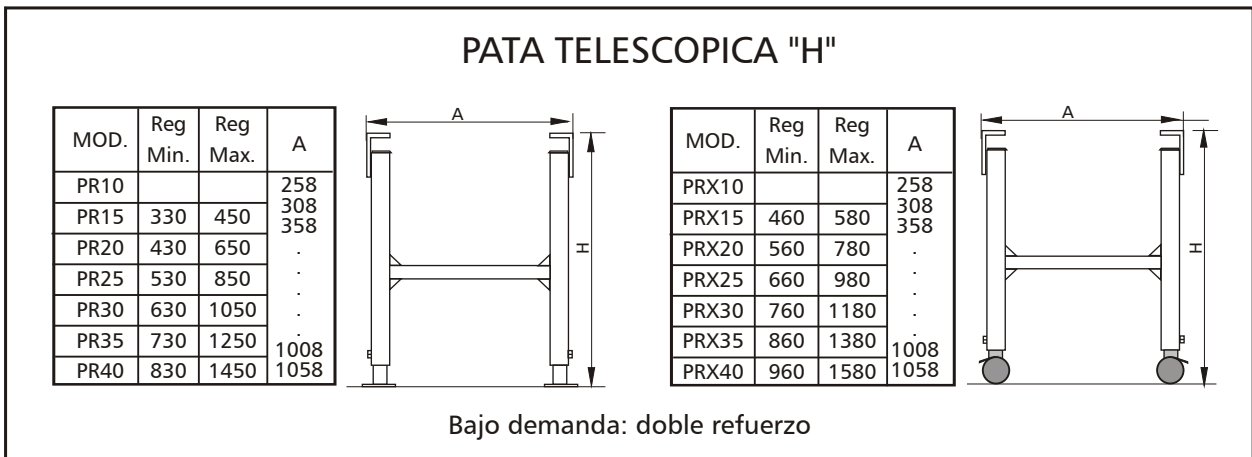 PATA TELESCOPICA "H"
MOD. Reg Min. Reg Max. A
PR10 258
308
PR15 330 450 358
PR20 430 650 .
PR25 530 850 .
PR30 630 1050 .
PR35 730 1250 .
1008
PR40 830 1450 1058
A
H
MOD. Reg Min. Reg Max. A
PRX10 258
308
PRX15 460 580 358
PRX20 560 780 .
PRX25 660 980 .
PRX30 760 1180 .
PRX35 860 1380 .
1008
PRX40 960 1580 1058
A
H
Bajo demanda: doble refuerzo